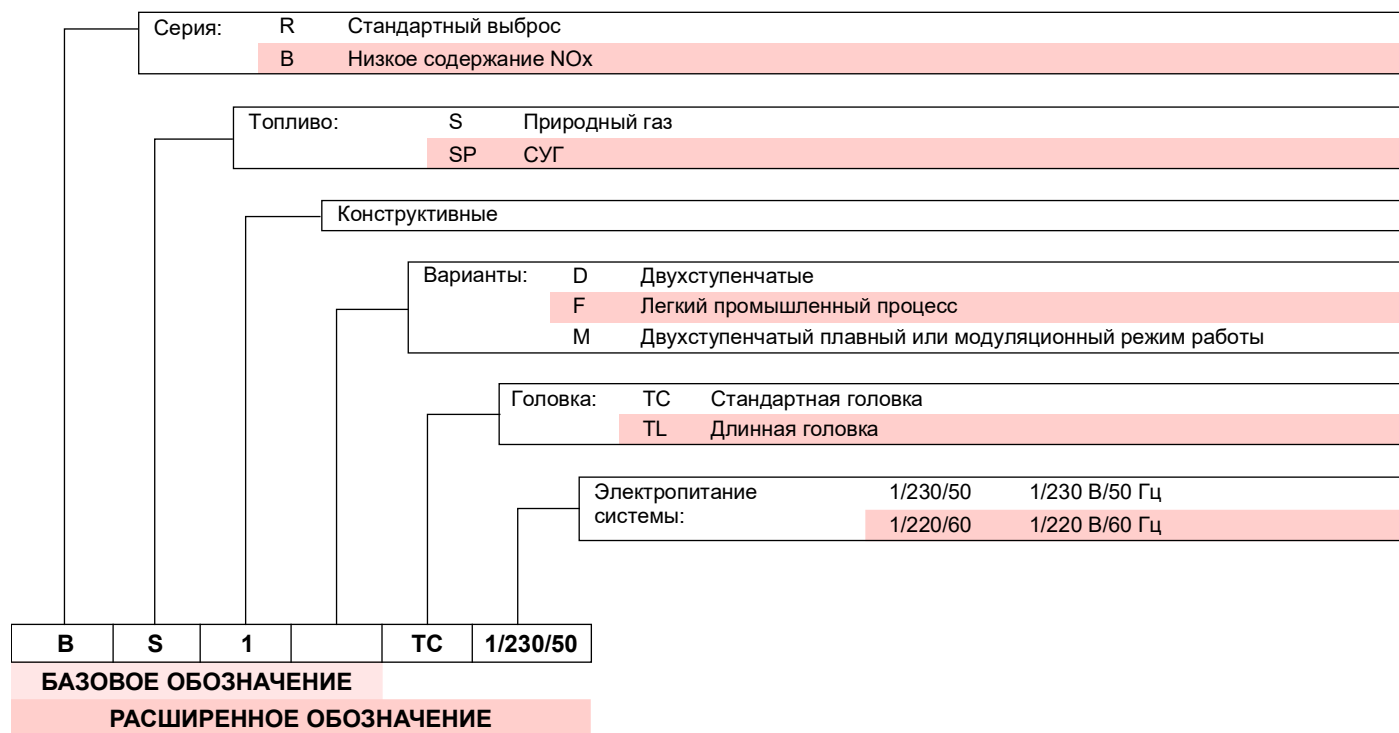 Серия: R Стандартный выброс
B Низкое содержание NOx
Топливо: S Природный газ
SP СУГ
Конструктивные
Варианты: D Двухступенчатые
F Легкий промышленный процесс
M Двухступенчатый плавный или модуляционный режим работы
Головка: TC Стандартная головка
TL Длинная головка
Электропитание 1/230/50 1/230 В/50 Гц
системы: 1/220/60 1/220 В/60 Гц
B S 1 TC 1/230/50
БАЗОВОЕ ОБОЗНАЧЕНИЕ
РАСШИРЕННОЕ ОБОЗНАЧЕНИЕ